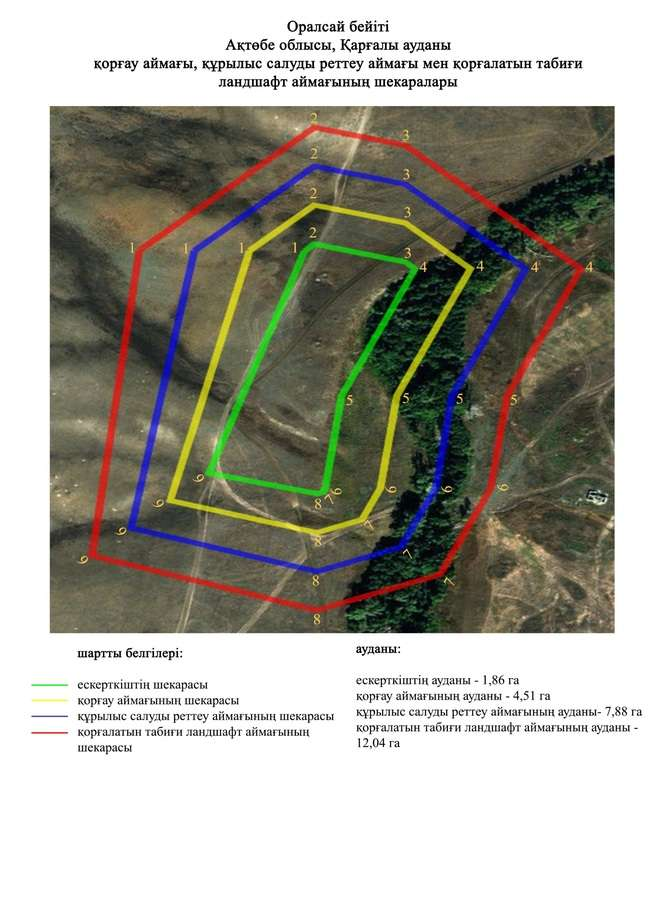 Оралсай бейіті
Ақтөбе облысы, Қарғалы ауданы
қорғау аймағы, құрылыс салуды реттеу аймағы мен қорғалатын табиғи
ландшафт аймағының шекаралары
2
3
2
3
2
3
2
3
1
1
1
1
4
4
4
4
5
5
5
5
6
6
6
6
7
7
7
7
8
8
8
8
9
9
9
9
шартты белгілері:
ескерткіштің шекарасы
қорғау аймағының шекарасы
құрылыс салуды реттеу аймағының шекарасы
қорғалатын табиғи ландшафт аймағының
шекарасы
ауданы:
ескерткіштің ауданы - 1,86 га
қорғау аймағының ауданы - 4,51 га
құрылыс салуды реттеу аймағының ауданы- 7,88 га
қорғалатын табиғи ландшафт аймағының ауданы -
12,04 га